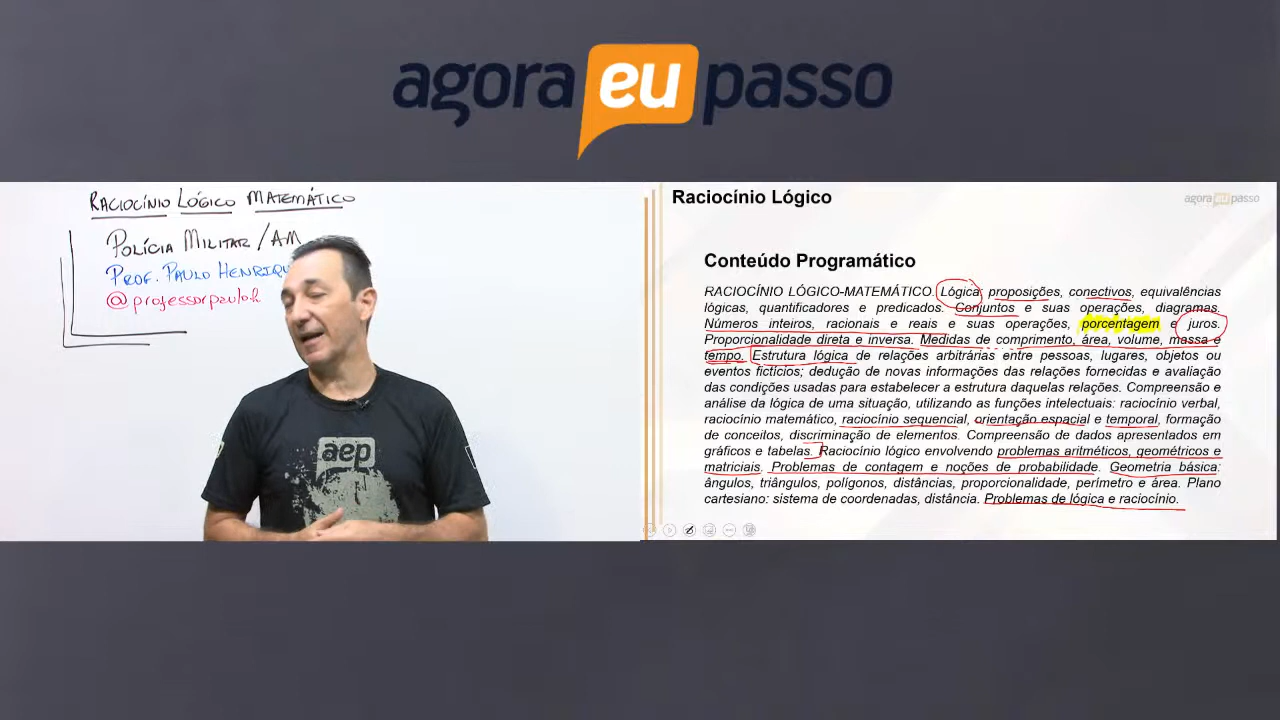 agora eu passo
RACIOCÍNIO LÓGICO MATEMÁTICO
POLÍCIA MILITAR / AM
PROF. PAULO
@professorpaulo
aep
Raciocínio Lógico
agora eu passo
Conteúdo Programático
RACIOCÍNIO LÓGICO-MATEMÁTICO Lógica: proposições, conectivos, equivalências
lógicas, quantificadores e predicados. Conjuntos e suas operações, diagramas.
Números inteiros, racionais e reais e suas operações, porcentagem e juros.
Proporcionalidade direta e inversa. Medidas de comprimento, área, volume, massa e
tempo. Estrutura lógica de relações arbitrárias entre pessoas, lugares, objetos ou
eventos fictícios; dedução de novas informações das relações fornecidas e avaliação
das condições usadas para estabelecer a estrutura daquelas relações. Compreensão e
análise da lógica de uma situação, utilizando as funções intelectuais: raciocínio verbal,
raciocínio matemático, raciocínio sequencial, orientação espacial e temporal, formação
de conceitos, discriminação de elementos. Compreensão de dados apresentados em
gráficos e tabelas. Raciocínio lógico envolvendo problemas aritméticos, geométricos e
matriciais. Problemas de contagem e noções de probabilidade. Geometria básica:
ângulos, triângulos, polígonos, distâncias, proporcionalidade, perímetro e área. Plano
cartesiano: sistema de coordenadas, distância. Problemas de lógica e raciocínio.